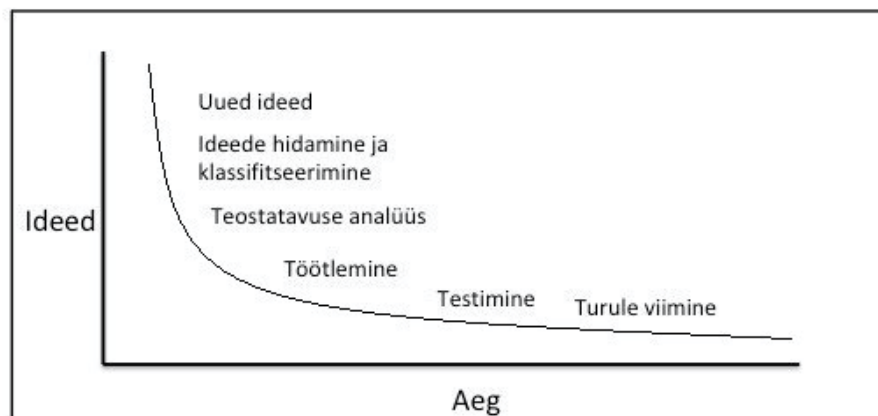 Uued ideed
Ideede hidamine ja
klassifitseerimine
Teostatavuse analüüs
Ideed
Töötlemine
Testimine
Turule viimine
Aeg